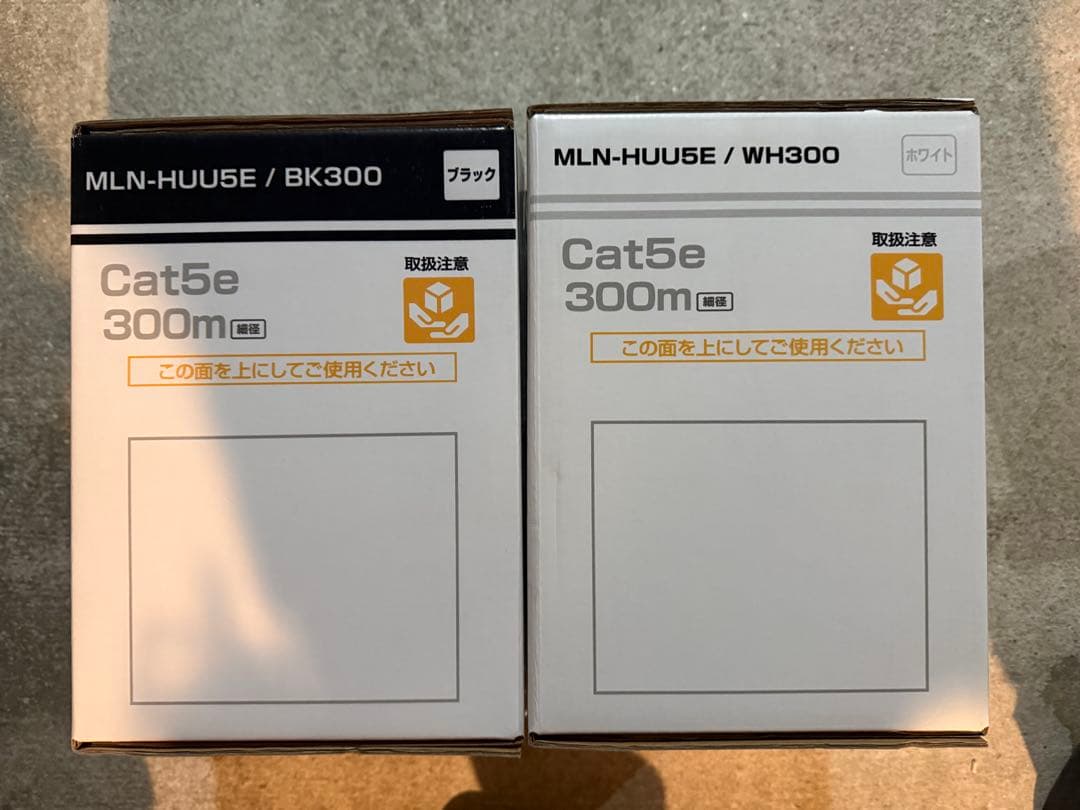 MLN-HUU5E / BK300
ブラック
Cat5e
300m 細径
取扱注意
この面を上にしてご使用ください
MLN-HUU5E / WH300
ホワイト
Cat5e
300m 細径
取扱注意
この面を上にしてご使用ください